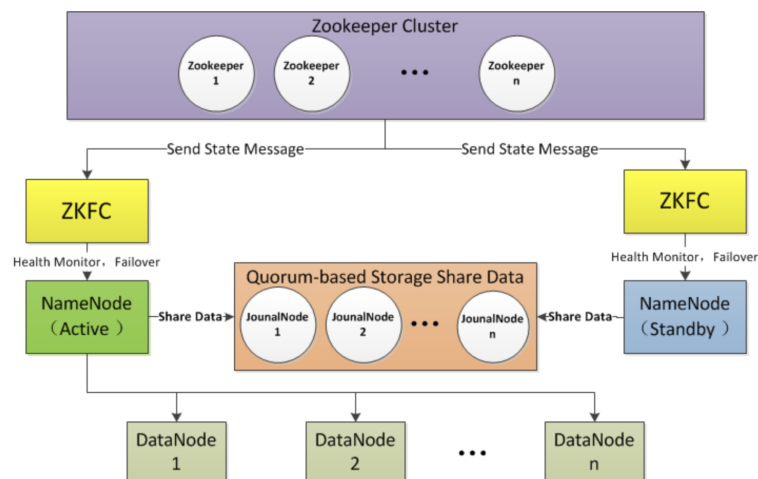 Zookeeper Cluster
Zookeeper
1
Zookeeper
2
•••
Zookeeper
n
Send State Message
Send State Message
ZKFC
ZKFC
Health Monitor，Failover
Health Monitor，Failover
Quorum-based Storage Share Data
NameNode
（Active ）
Share Data
JounalNode
1
JounalNode
2
•••
JounalNode
n
Share Data
NameNode
（Standby ）
DataNode
1
DataNode
2
•••
DataNode
n